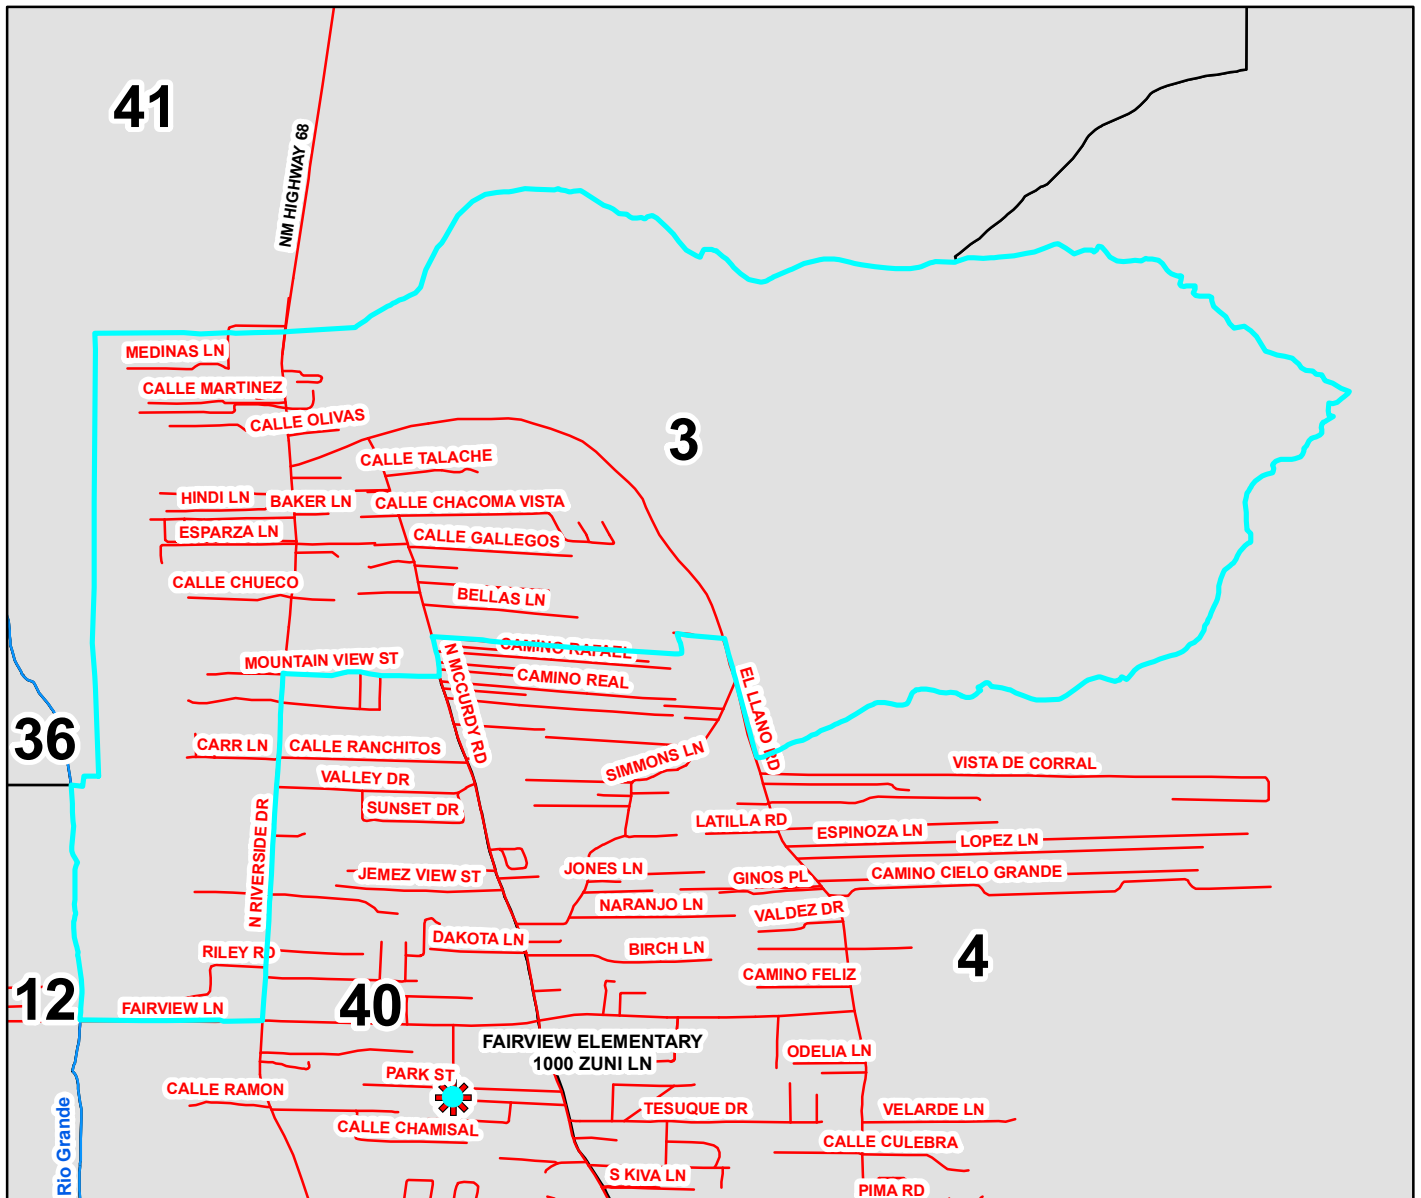 41
NM HIGHWAY 68
MEDINAS LN
CALLE MARTINEZ
CALLE OLIVAS
3
CALLE TALACHE
HINDI LN
BAKER LN
CALLE CHACOMA VISTA
ESPARZA LN
CALLE GALLEGOS
CALLE CHUECO
BELLAS LN
CAMINO RAFAEL
MOUNTAIN VIEW ST
N MCCURDY RD
CAMINO REAL
EL LLANO RD
36
CARR LN
CALLE RANCHITOS
SIMMONS LN
VISTA DE CORRAL
VALLEY DR
SUNSET DR
N RIVERSIDE DR
LATILLA RD
ESPINOZA LN
LOPEZ LN
JEMEZ VIEW ST
JONES LN
GINOS PL
CAMINO CIELO GRANDE
NARANJO LN
VALDEZ DR
RILEY RD
DAKOTA LN
BIRCH LN
4
CAMINO FELIZ
12
FAIRVIEW LN
40
FAIRVIEW ELEMENTARY
1000 ZUNI LN
ODELIA LN
PARK ST
CALLE RAMON
TESUQUE DR
VELARDE LN
CALLE CHAMISAL
CALLE CULEBRA
Rio Grande
S KIVA LN
PIMA RD